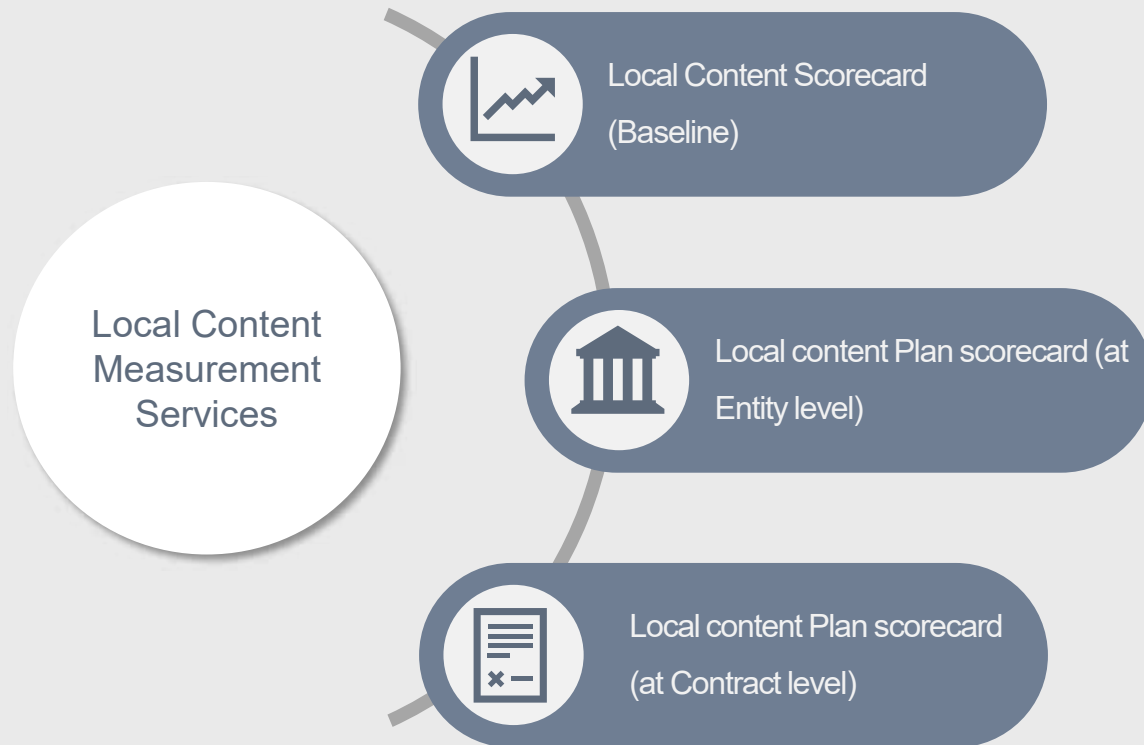 Local Content
Measurement
Services
Local Content Scorecard
(Baseline)
Local content Plan scorecard (at
Entity level)
Local content Plan scorecard
(at Contract level)